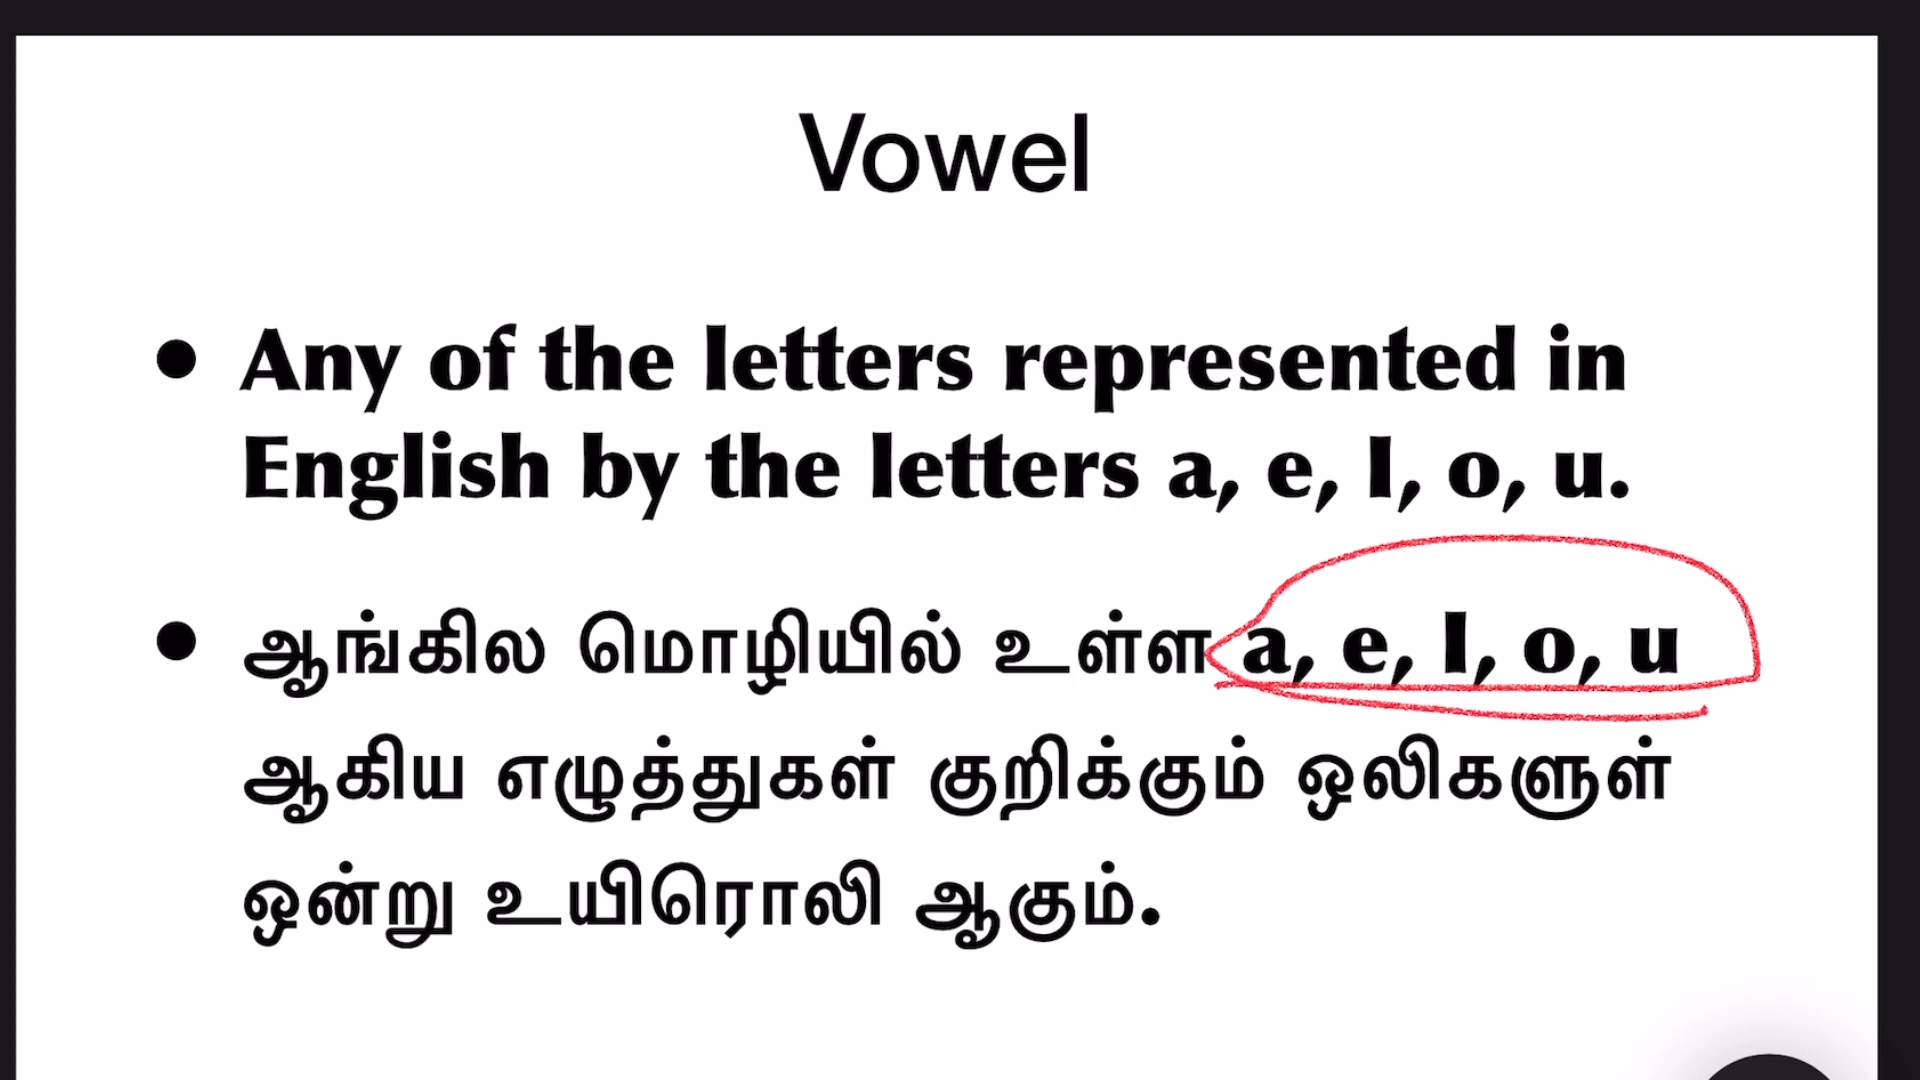 Vowel
• Any of the letters represented in
English by the letters a, e, I, o, u.
• ஆங்கில மொழியில் உள்ள a, e, I, o, u
ஆகிய எழுத்துகள் குறிக்கும் ஒலிகளுள்
ஒன்று உயிரொலி ஆகும்.